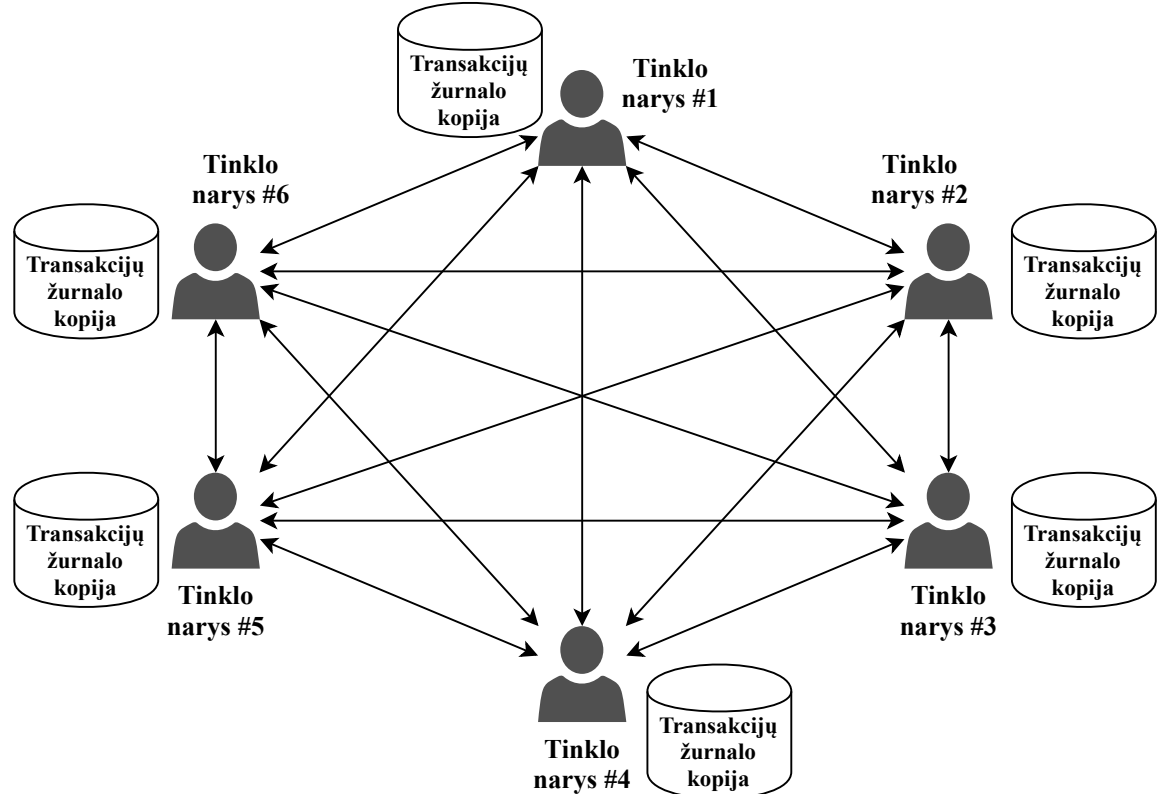 Transakcijų
žurnalo
kopija
Tinklo
narys #1
Tinklo
narys #6
Tinklo
narys #2
Transakcijų
žurnalo
kopija
Transakcijų
žurnalo
kopija
Transakcijų
žurnalo
kopija
Transakcijų
žurnalo
kopija
Tinklo
narys #5
Tinklo
narys #3
Tinklo
narys #4
Transakcijų
žurnalo
kopija